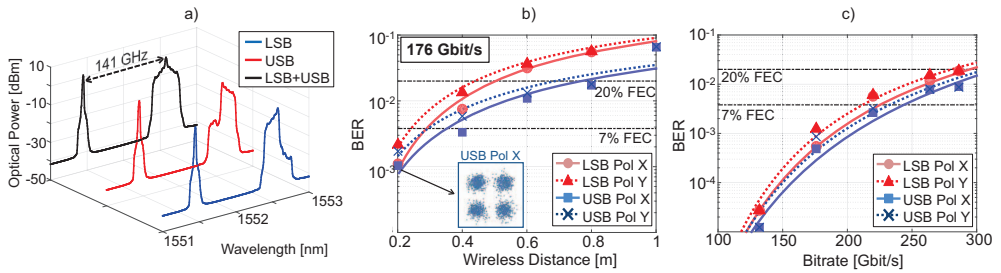 a)
141 GHz
LSB
USB
LSB+USB
Optical Power [dBm]
10
-10
-20
-30
-50
1551
1552
1553
Wavelength [nm]
b)
176 Gbit/s
20% FEC
7% FEC
USB Pol X
LSB Pol X
LSB Pol Y
USB Pol X
USB Pol Y
BER
10-1
10-2
10-3
0.2
0.4
0.6
0.8
1
Wireless Distance [m]
c)
20% FEC
7% FEC
LSB Pol X
LSB Pol Y
USB Pol X
USB Pol Y
BER
10-1
10-2
10-3
10-4
100
150
200
250
300
Bitrate [Gbit/s]